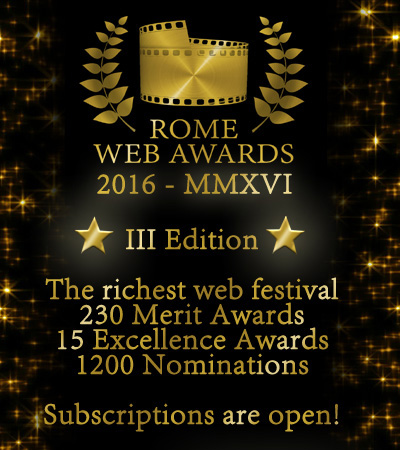 ROME
WEB AWARDS
2016 - MMXVI
III Edition
The richest web festival
230 Merit Awards
15 Excellence Awards
1200 Nominations
Subscriptions are open!